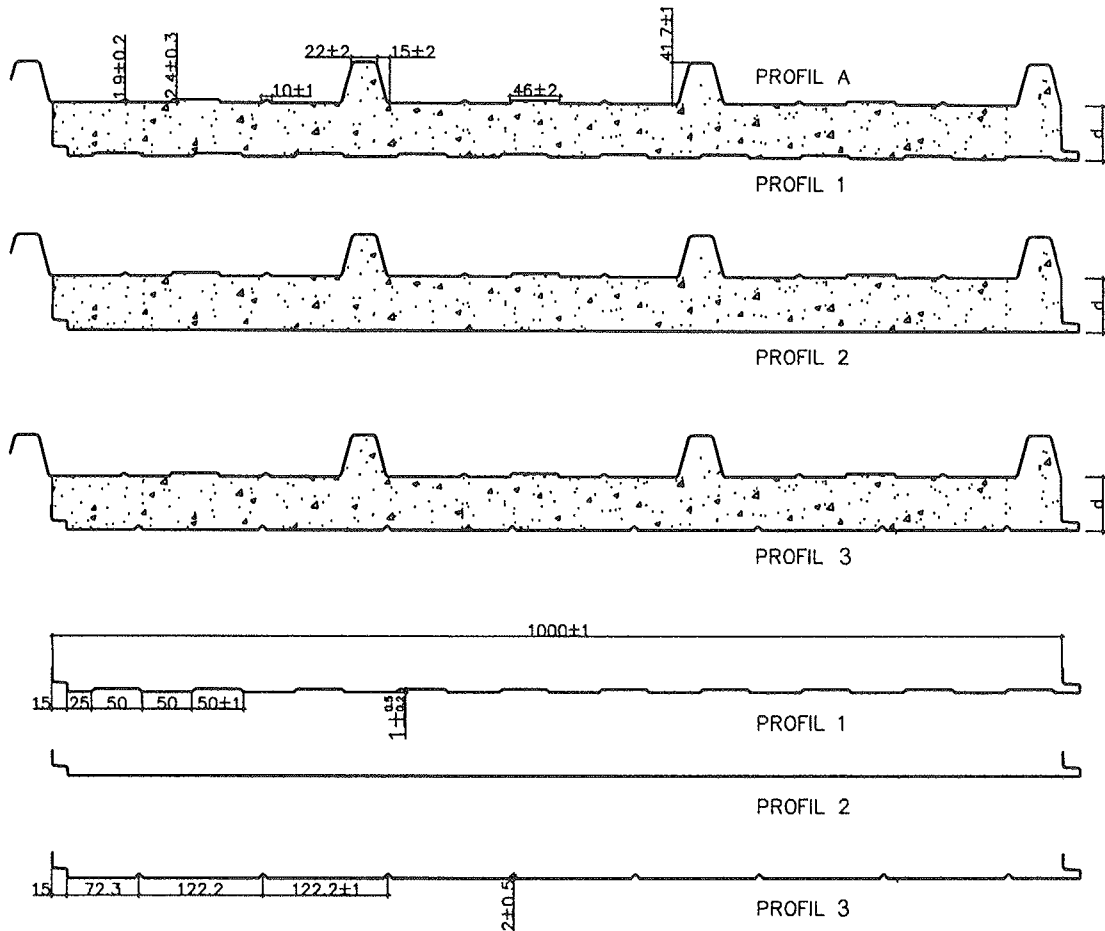 1.9±0.2
2.4±0.3
22±2
15±2
41.7±1
PROFIL A
10±1
46±2
d
PROFIL 1
d
PROFIL 2
d
PROFIL 3
1000±1
15 25 50 50 50±1
PROFIL 1
PROFIL 2
15 72.3 122.2 122.2±1
2±0.5
PROFIL 3